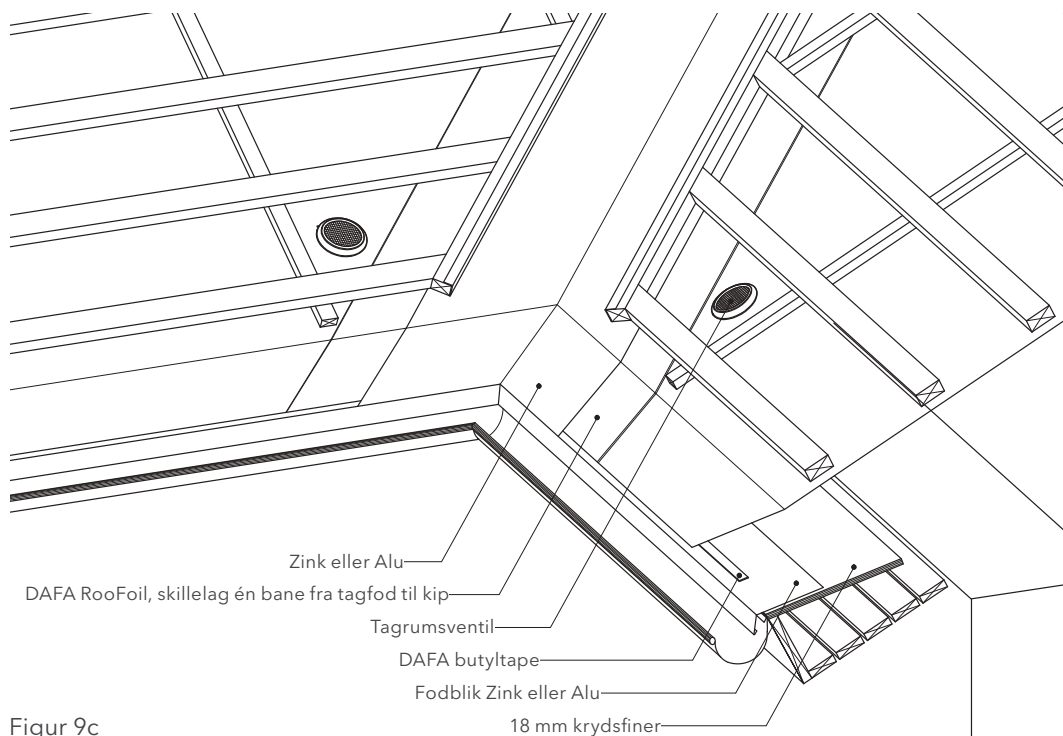 Zink eller Alu
DAFA RooFoil, skillelag én bane fra tagfod til kip
Tagrumsventil
DAFA butyltape
Fodblik Zink eller Alu
18 mm krydsfiner
Figur 9c